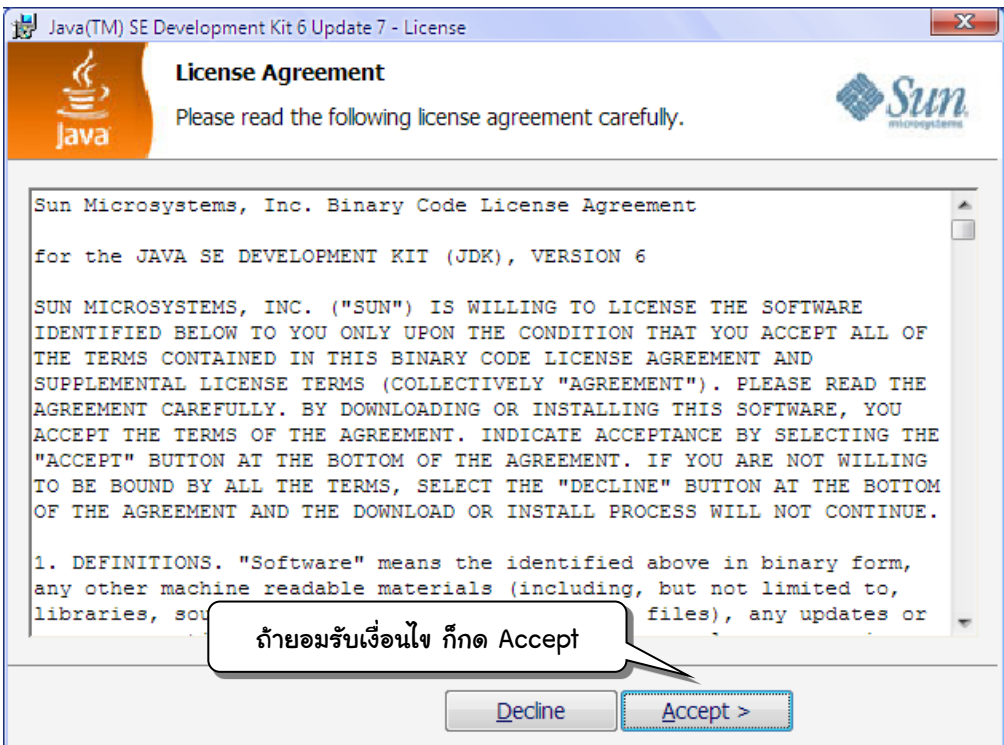 Java(TM) SE Development Kit 6 Update 7 - License
License Agreement
Please read the following license agreement carefully.
Java
Sun
microsystems
Sun Microsystems, Inc. Binary Code License Agreement
for the JAVA SE DEVELOPMENT KIT (JDK), VERSION 6
SUN MICROSYSTEMS, INC. ("SUN") IS WILLING TO LICENSE THE SOFTWARE
IDENTIFIED BELOW TO YOU ONLY UPON THE CONDITION THAT YOU ACCEPT ALL OF
THE TERMS CONTAINED IN THIS BINARY CODE LICENSE AGREEMENT AND
SUPPLEMENTAL LICENSE TERMS (COLLECTIVELY "AGREEMENT"). PLEASE READ THE
AGREEMENT CAREFULLY. BY DOWNLOADING OR INSTALLING THIS SOFTWARE, YOU
ACCEPT THE TERMS OF THE AGREEMENT. INDICATE ACCEPTANCE BY SELECTING THE
"ACCEPT" BUTTON AT THE BOTTOM OF THE AGREEMENT. IF YOU ARE NOT WILLING
TO BE BOUND BY ALL THE TERMS, SELECT THE "DECLINE" BUTTON AT THE BOTTOM
OF THE AGREEMENT AND THE DOWNLOAD OR INSTALL PROCESS WILL NOT CONTINUE.
1. DEFINITIONS. "Software" means the identified above in binary form,
any other machine readable materials (including, but not limited to,
libraries, files), any updates or
ถ้ายอมรับเงื่อนไข ก็กด Accept
Decline
Accept >